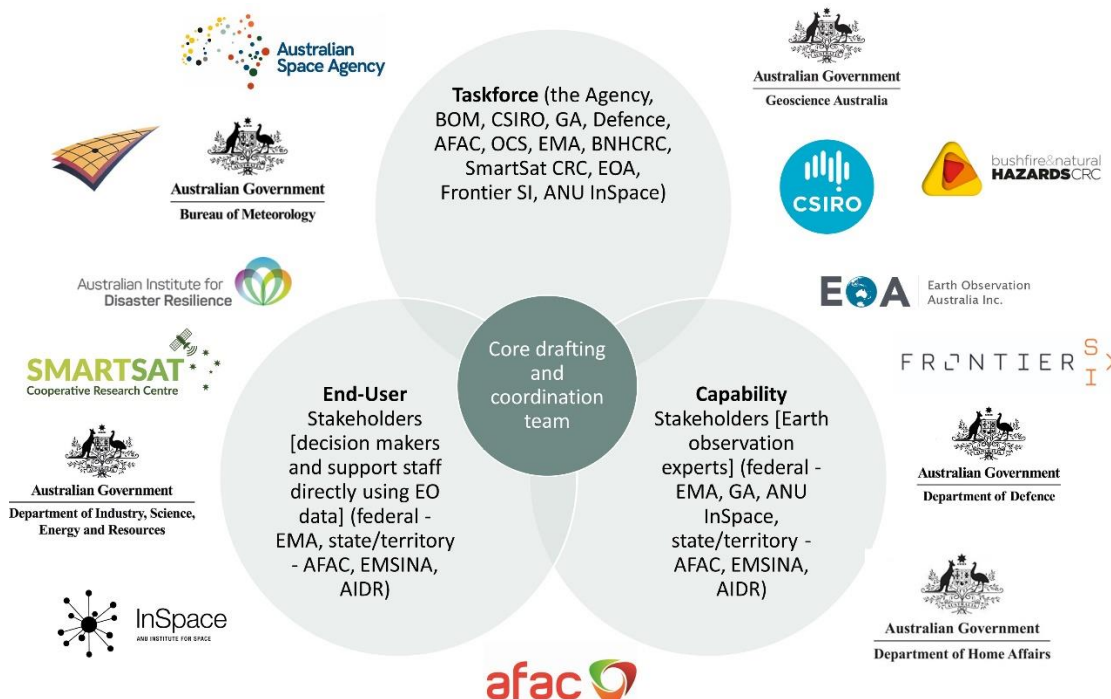 Australian
Space Agency
Australian Government
Bureau of Meteorology
Australian Institute for
Disaster Resilience
SMARTSAT
Cooperative Research Centre
Australian Government
Department of Industry, Science,
Energy and Resources
InSpace
ANU INSTITUTE FOR SPACE
Taskforce (the Agency,
BOM, CSIRO, GA, Defence,
AFAC, OCS, EMA, BNHCRC,
SmartSat CRC, EOA,
Frontier SI, ANU InSpace)
Core drafting
and
coordination
team
End-User
Stakeholders
[decision makers
and support staff
directly using EO
data] (federal -
EMA, state/territory
- AFAC, EMSINA,
AIDR)
Capability
Stakeholders [Earth
observation
experts] (federal -
EMA, GA, ANU
InSpace,
state/territory -
AFAC, EMSINA,
AIDR)
afac
Australian Government
Geoscience Australia
CSIRO
bushfire&natural
HAZARDSCRC
EOA
Earth Observation
Australia Inc.
FRONTIER
SI
Australian Government
Department of Defence
Australian Government
Department of Home Affairs